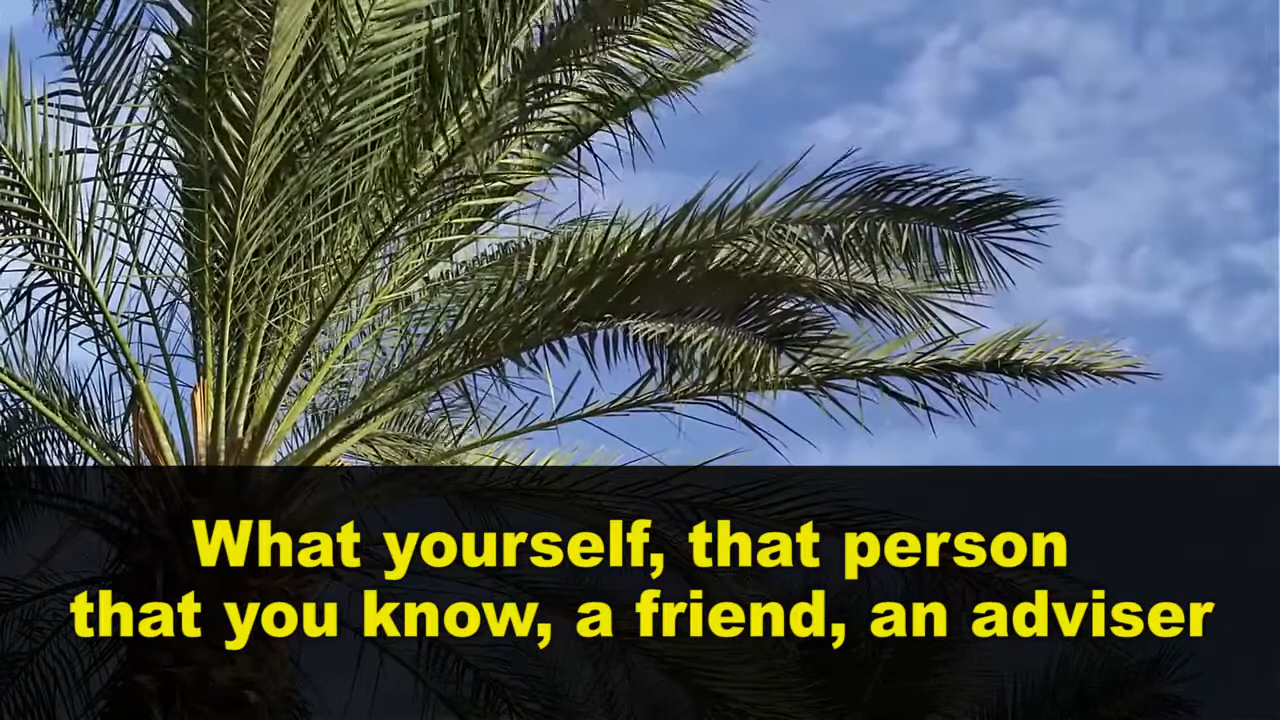 What yourself, that person
that you know, a friend, an adviser